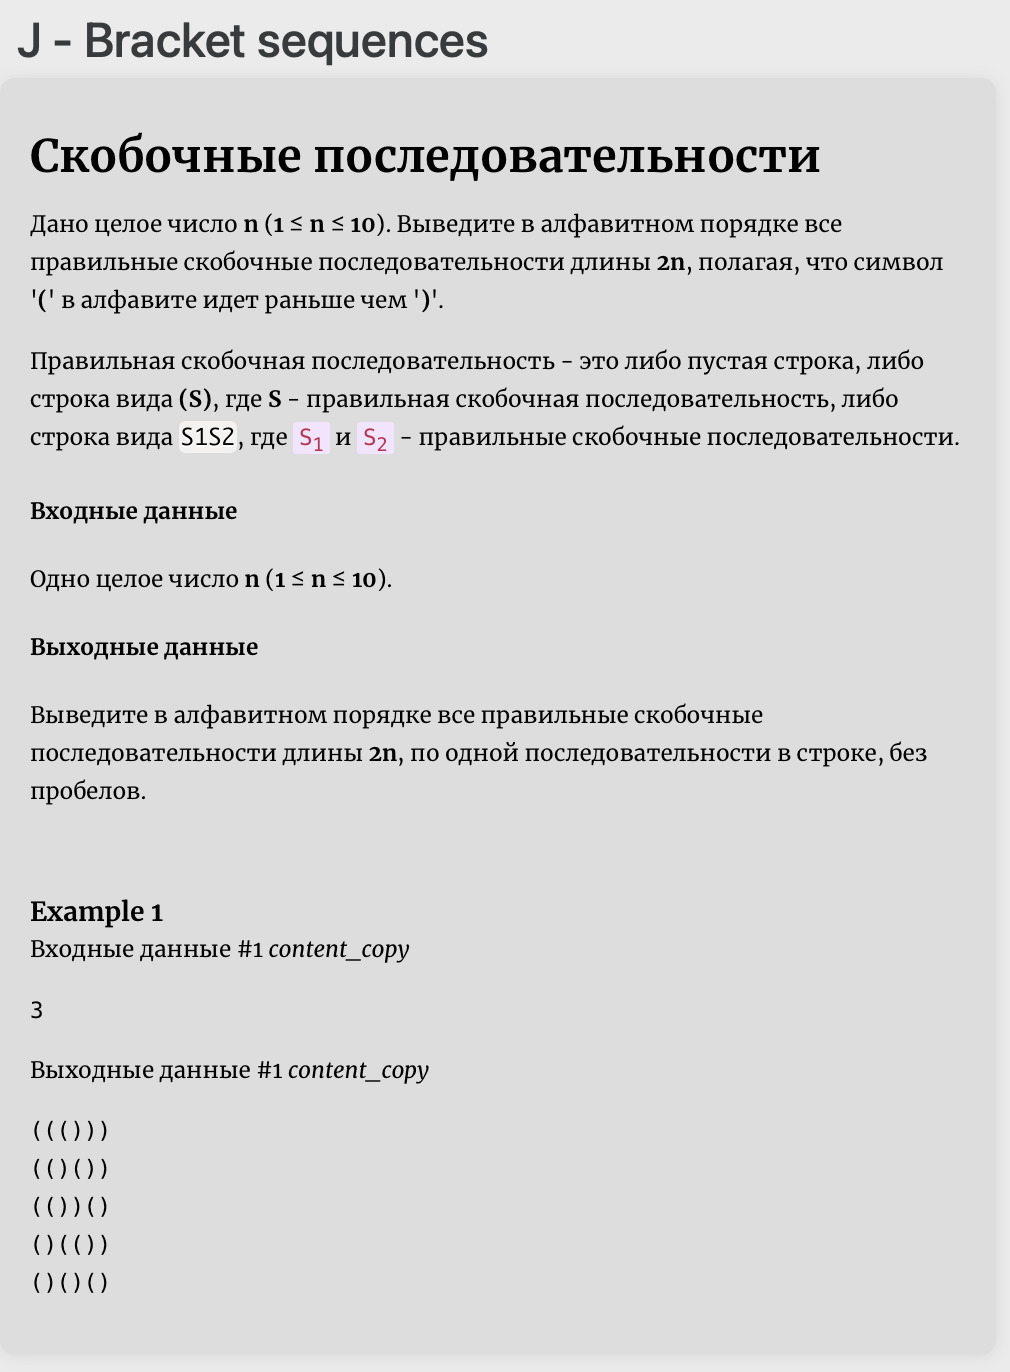 J - Bracket sequences
Скобочные последовательности
Дано целое число n (1 ≤ n ≤ 10). Выведите в алфавитном порядке все
правильные скобочные последовательности длины 2n, полагая, что символ
'(' в алфавите идет раньше чем ')'.
Правильная скобочная последовательность - это либо пустая строка, либо
строка вида (S), где S - правильная скобочная последовательность, либо
строка вида S1S2, где S₁ и S₂ - правильные скобочные последовательности.
Входные данные
Одно целое число n (1 ≤ n ≤ 10).
Выходные данные
Выведите в алфавитном порядке все правильные скобочные
последовательности длины 2n, по одной последовательности в строке, без
пробелов.
Example 1
Входные данные #1 content_copy
3
Выходные данные #1 content_copy
((()))
(()())
(())()
()(())
()()()